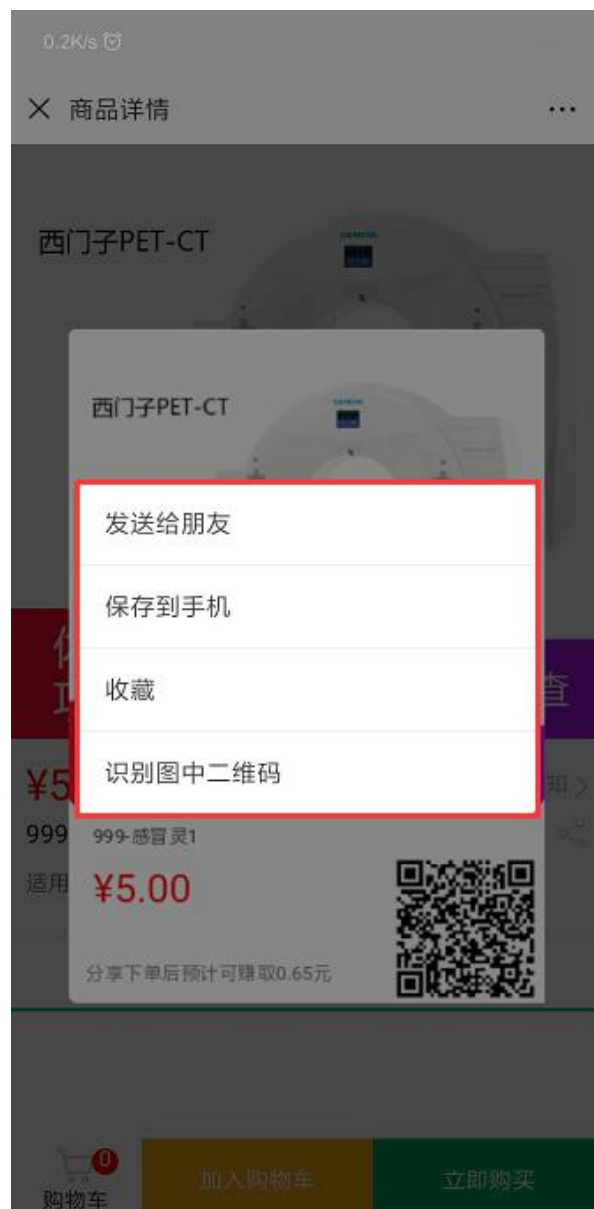 0.2K/s
商品详情
西门子PET-CT
SIEMENS
西门子PET-CT
发送给朋友
保存到手机
收藏
识别图中二维码
查
¥5
知
999
999-感冒灵1
适用
¥5.00
分享下单后预计可赚取0.65元
0
购物车
加入购物车
立即购买